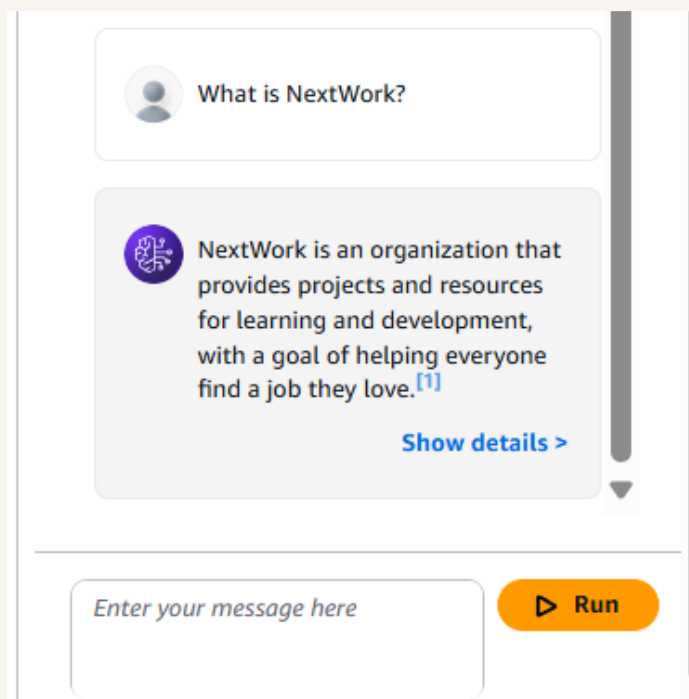 What is NextWork?
NextWork is an organization that
provides projects and resources
for learning and development,
with a goal of helping everyone
find a job they love.[1]
Show details >
Enter your message here
Run